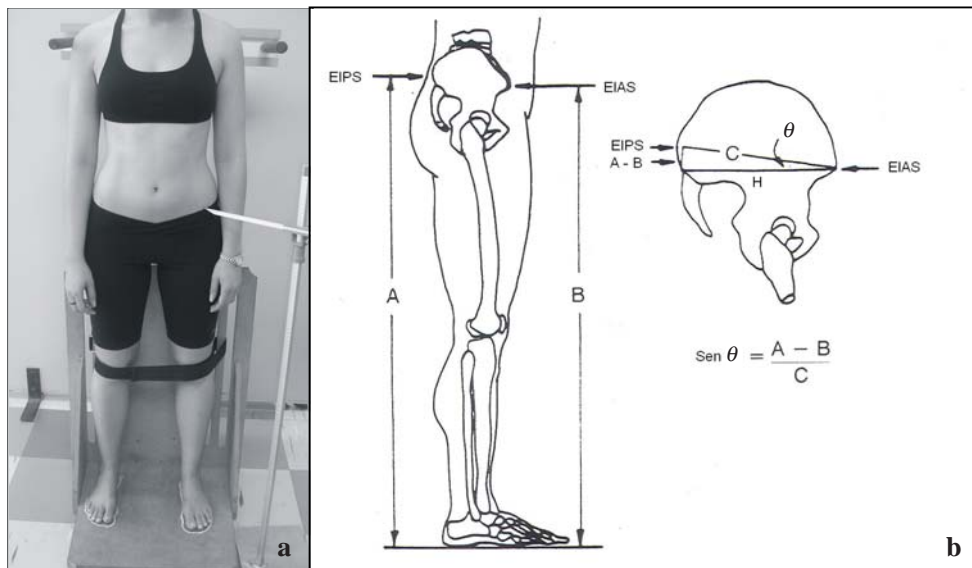 a
EIPS
EIAS
A
B
θ
EIPS
A - B
C
H
EIAS
Sen θ = A - B
C
b